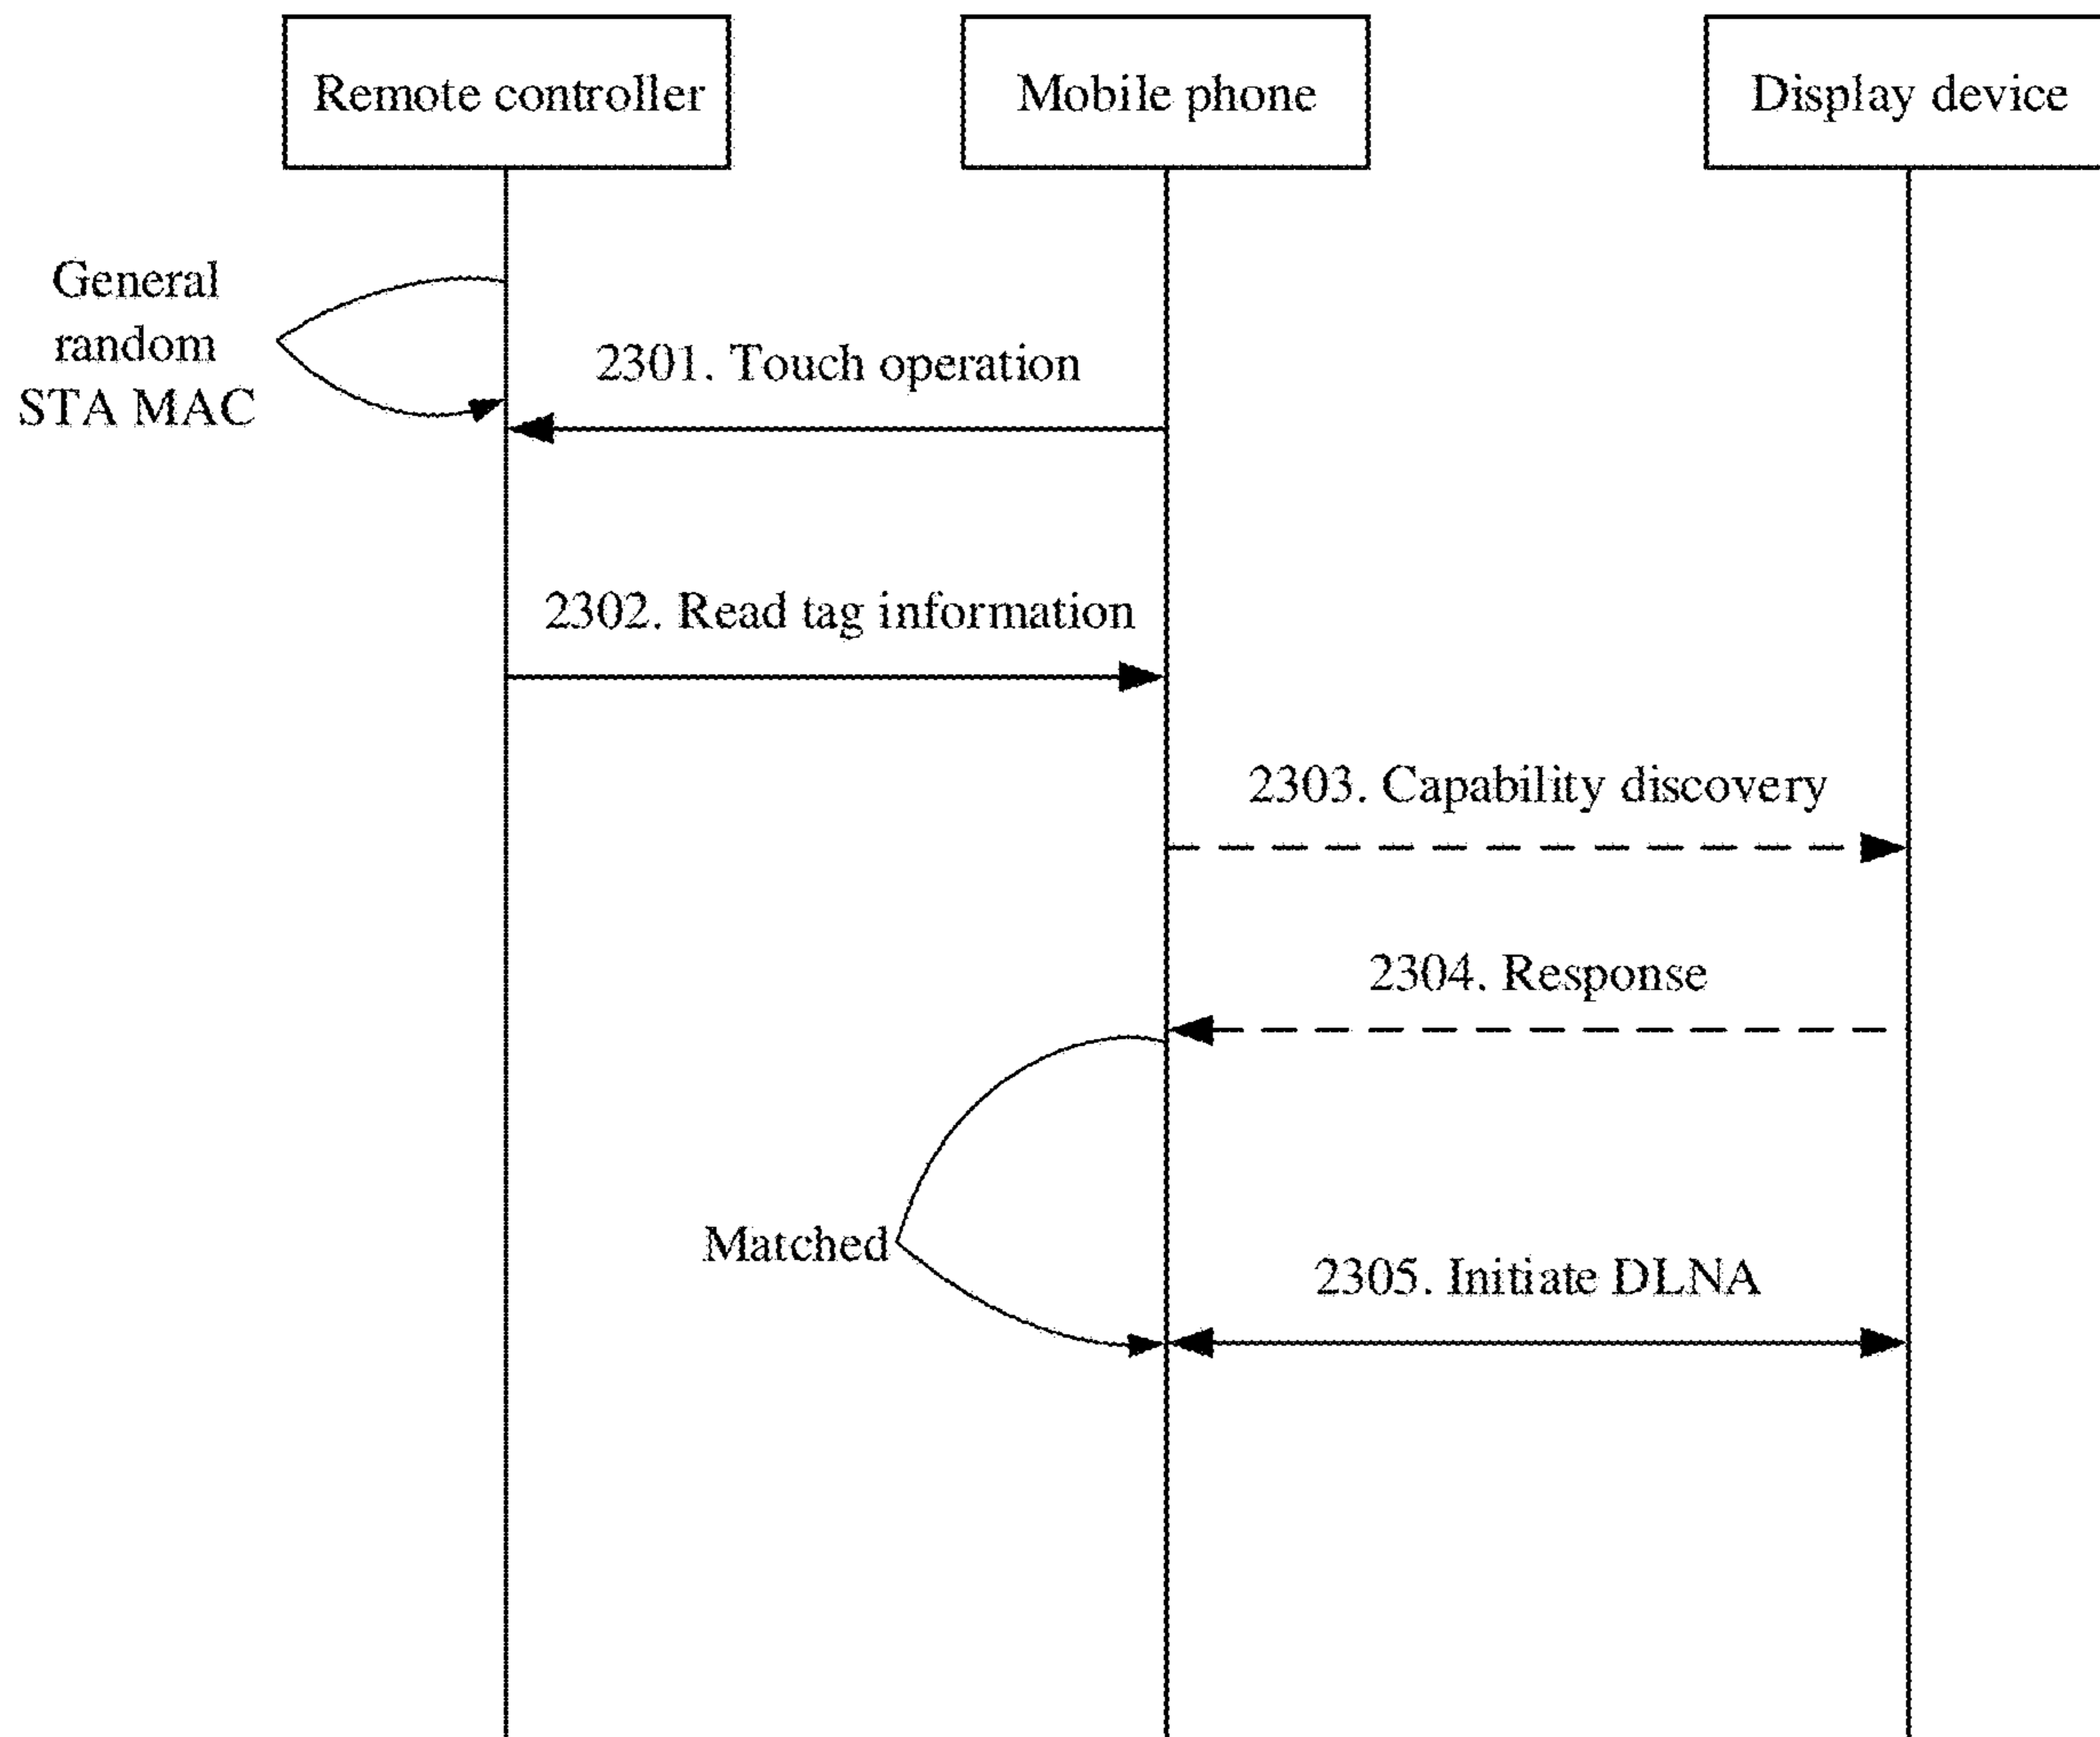 Remote controller
Mobile phone
Display device
General
random
STA MAC
2301. Touch operation
2302. Read tag information
2303. Capability discovery
2304. Response
Matched
2305. Initiate DLNA